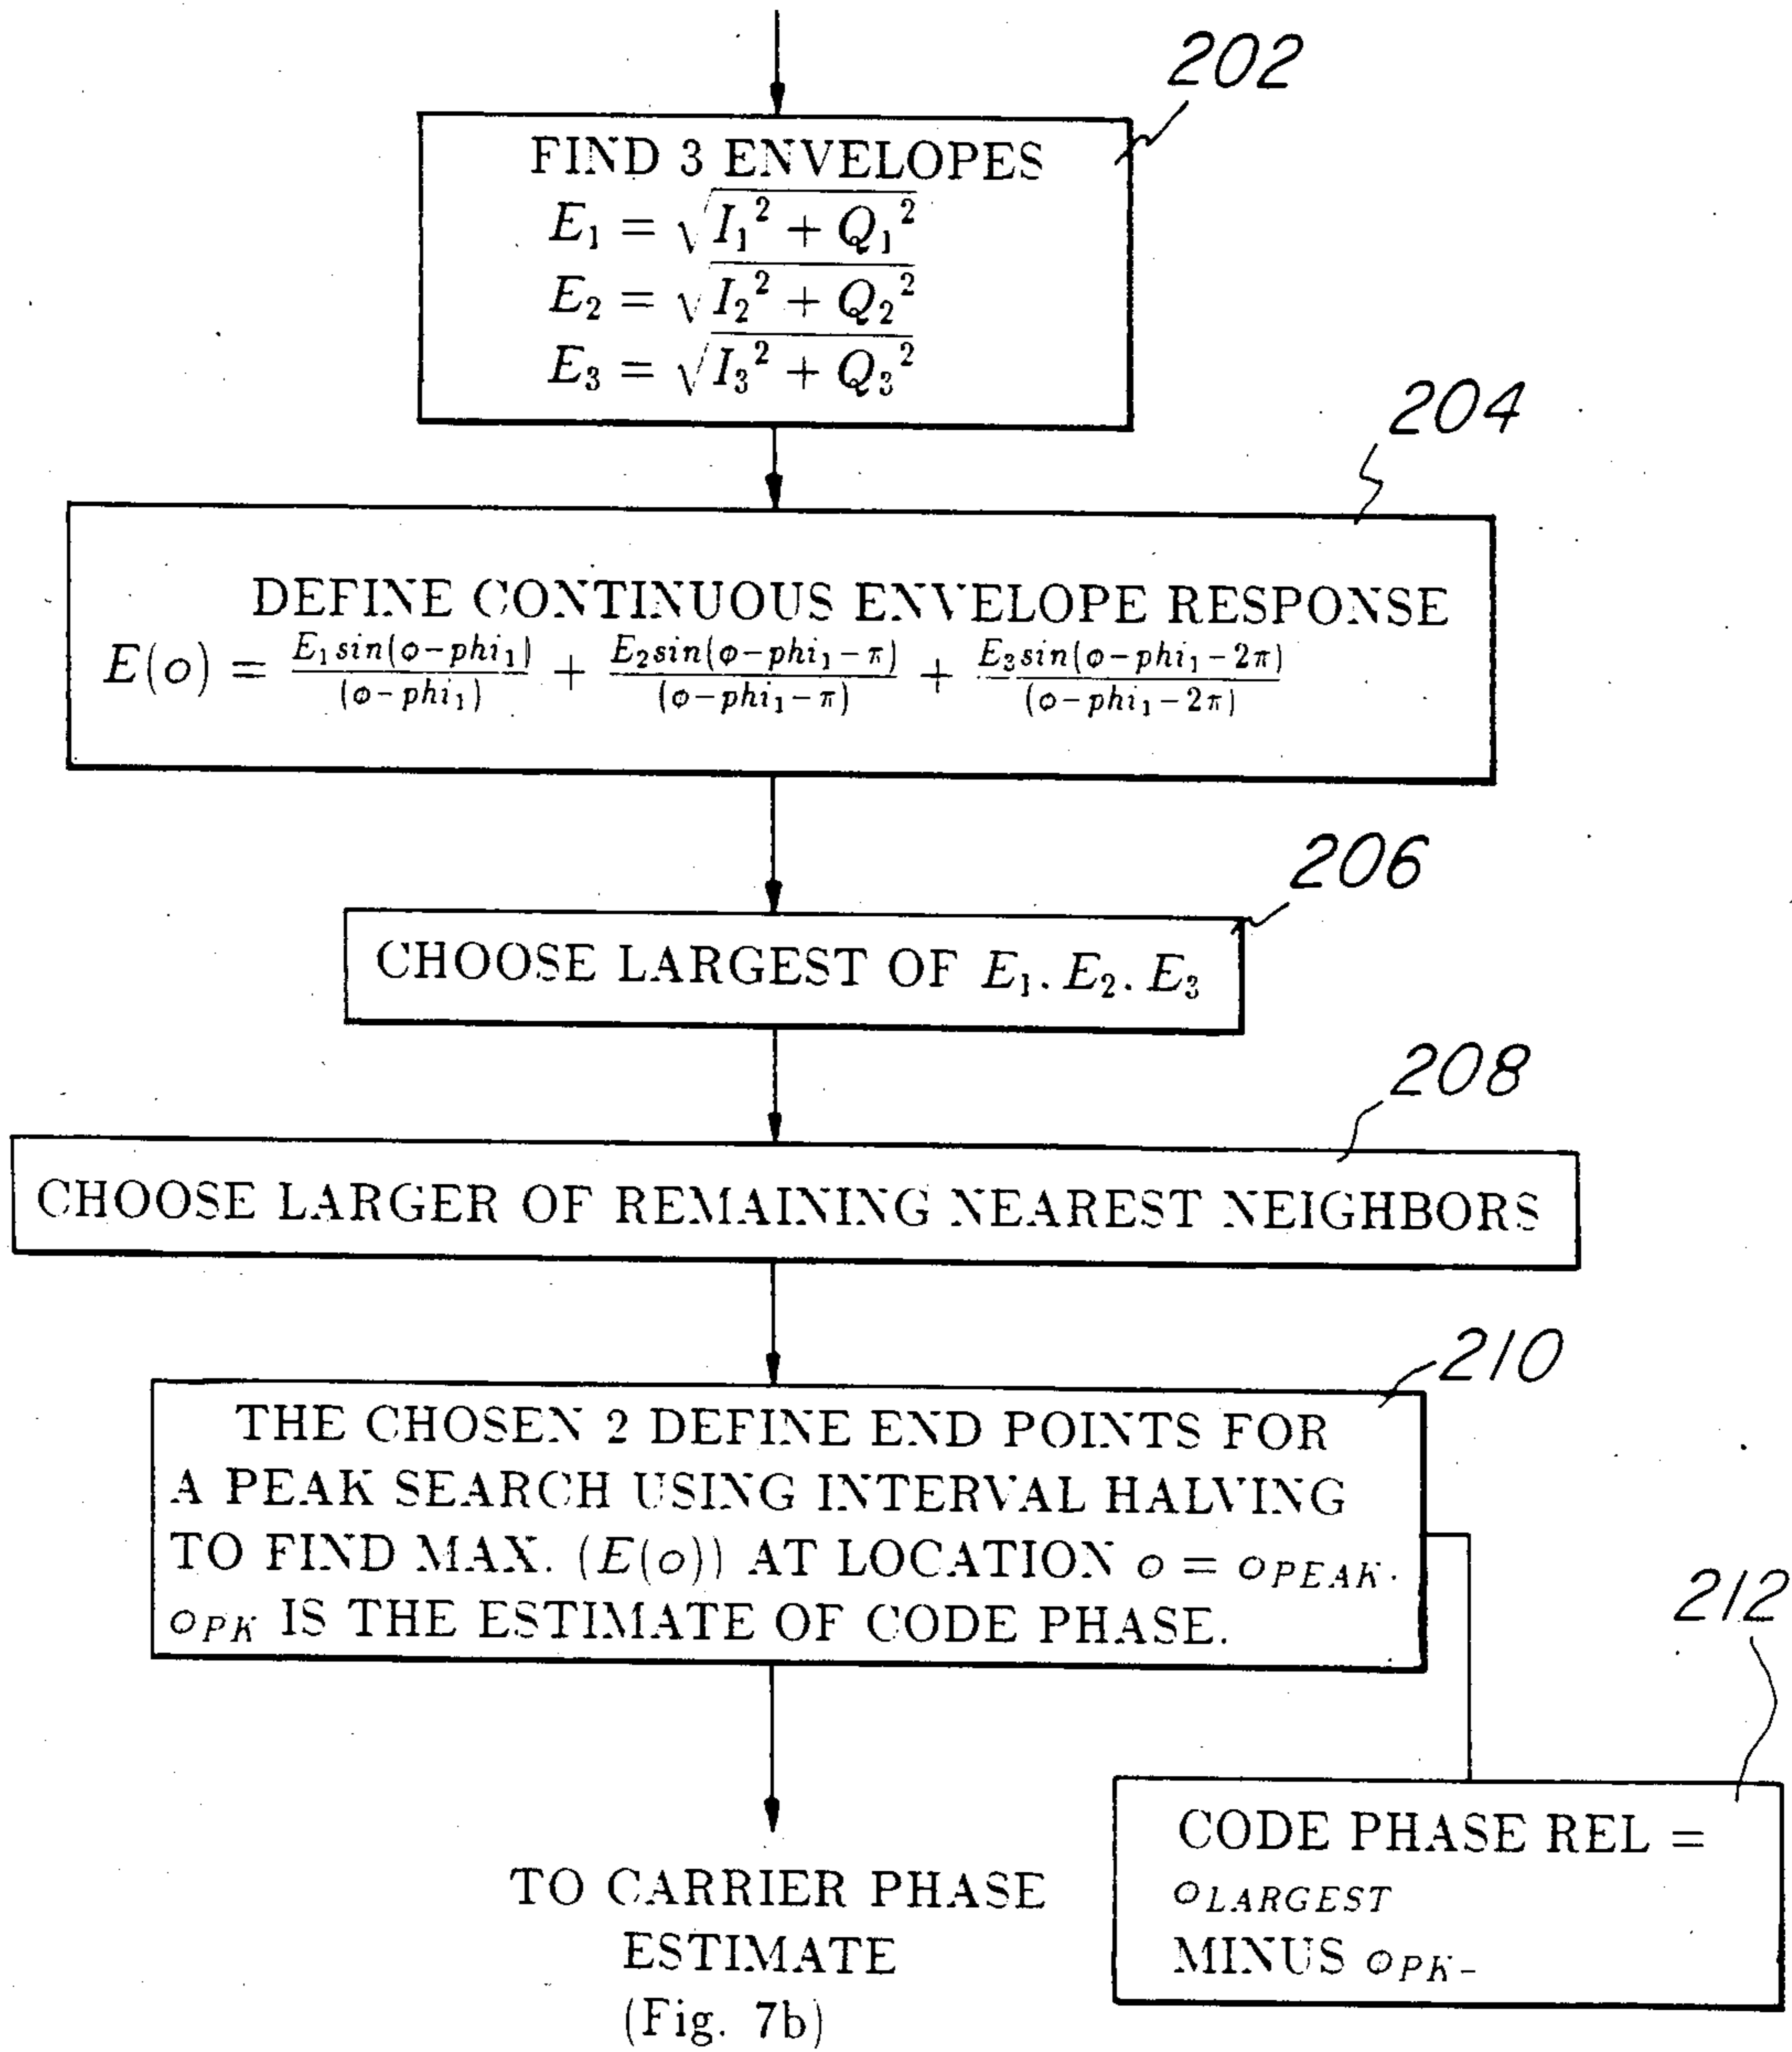 202
FIND 3 ENVELOPES
E₁ = √(I₁² + Q₁²)
E₂ = √(I₂² + Q₂²)
E₃ = √(I₃² + Q₃²)
204
DEFINE CONTINUOUS ENVELOPE RESPONSE
E(φ) = E₁sin(φ−phi₁)/(φ−phi₁) + E₂sin(φ−phi₁−π)/(φ−phi₁−π) + E₃sin(φ−phi₁−2π)/(φ−phi₁−2π)
206
CHOOSE LARGEST OF E₁. E₂. E₃
208
CHOOSE LARGER OF REMAINING NEAREST NEIGHBORS
210
THE CHOSEN 2 DEFINE END POINTS FOR
A PEAK SEARCH USING INTERVAL HALVING
TO FIND MAX. (E(φ)) AT LOCATION φ = φ_PEAK.
φ_PK IS THE ESTIMATE OF CODE PHASE.
212
CODE PHASE REL =
φ_LARGEST
MINUS φ_PK-
TO CARRIER PHASE
ESTIMATE
(Fig. 7b)